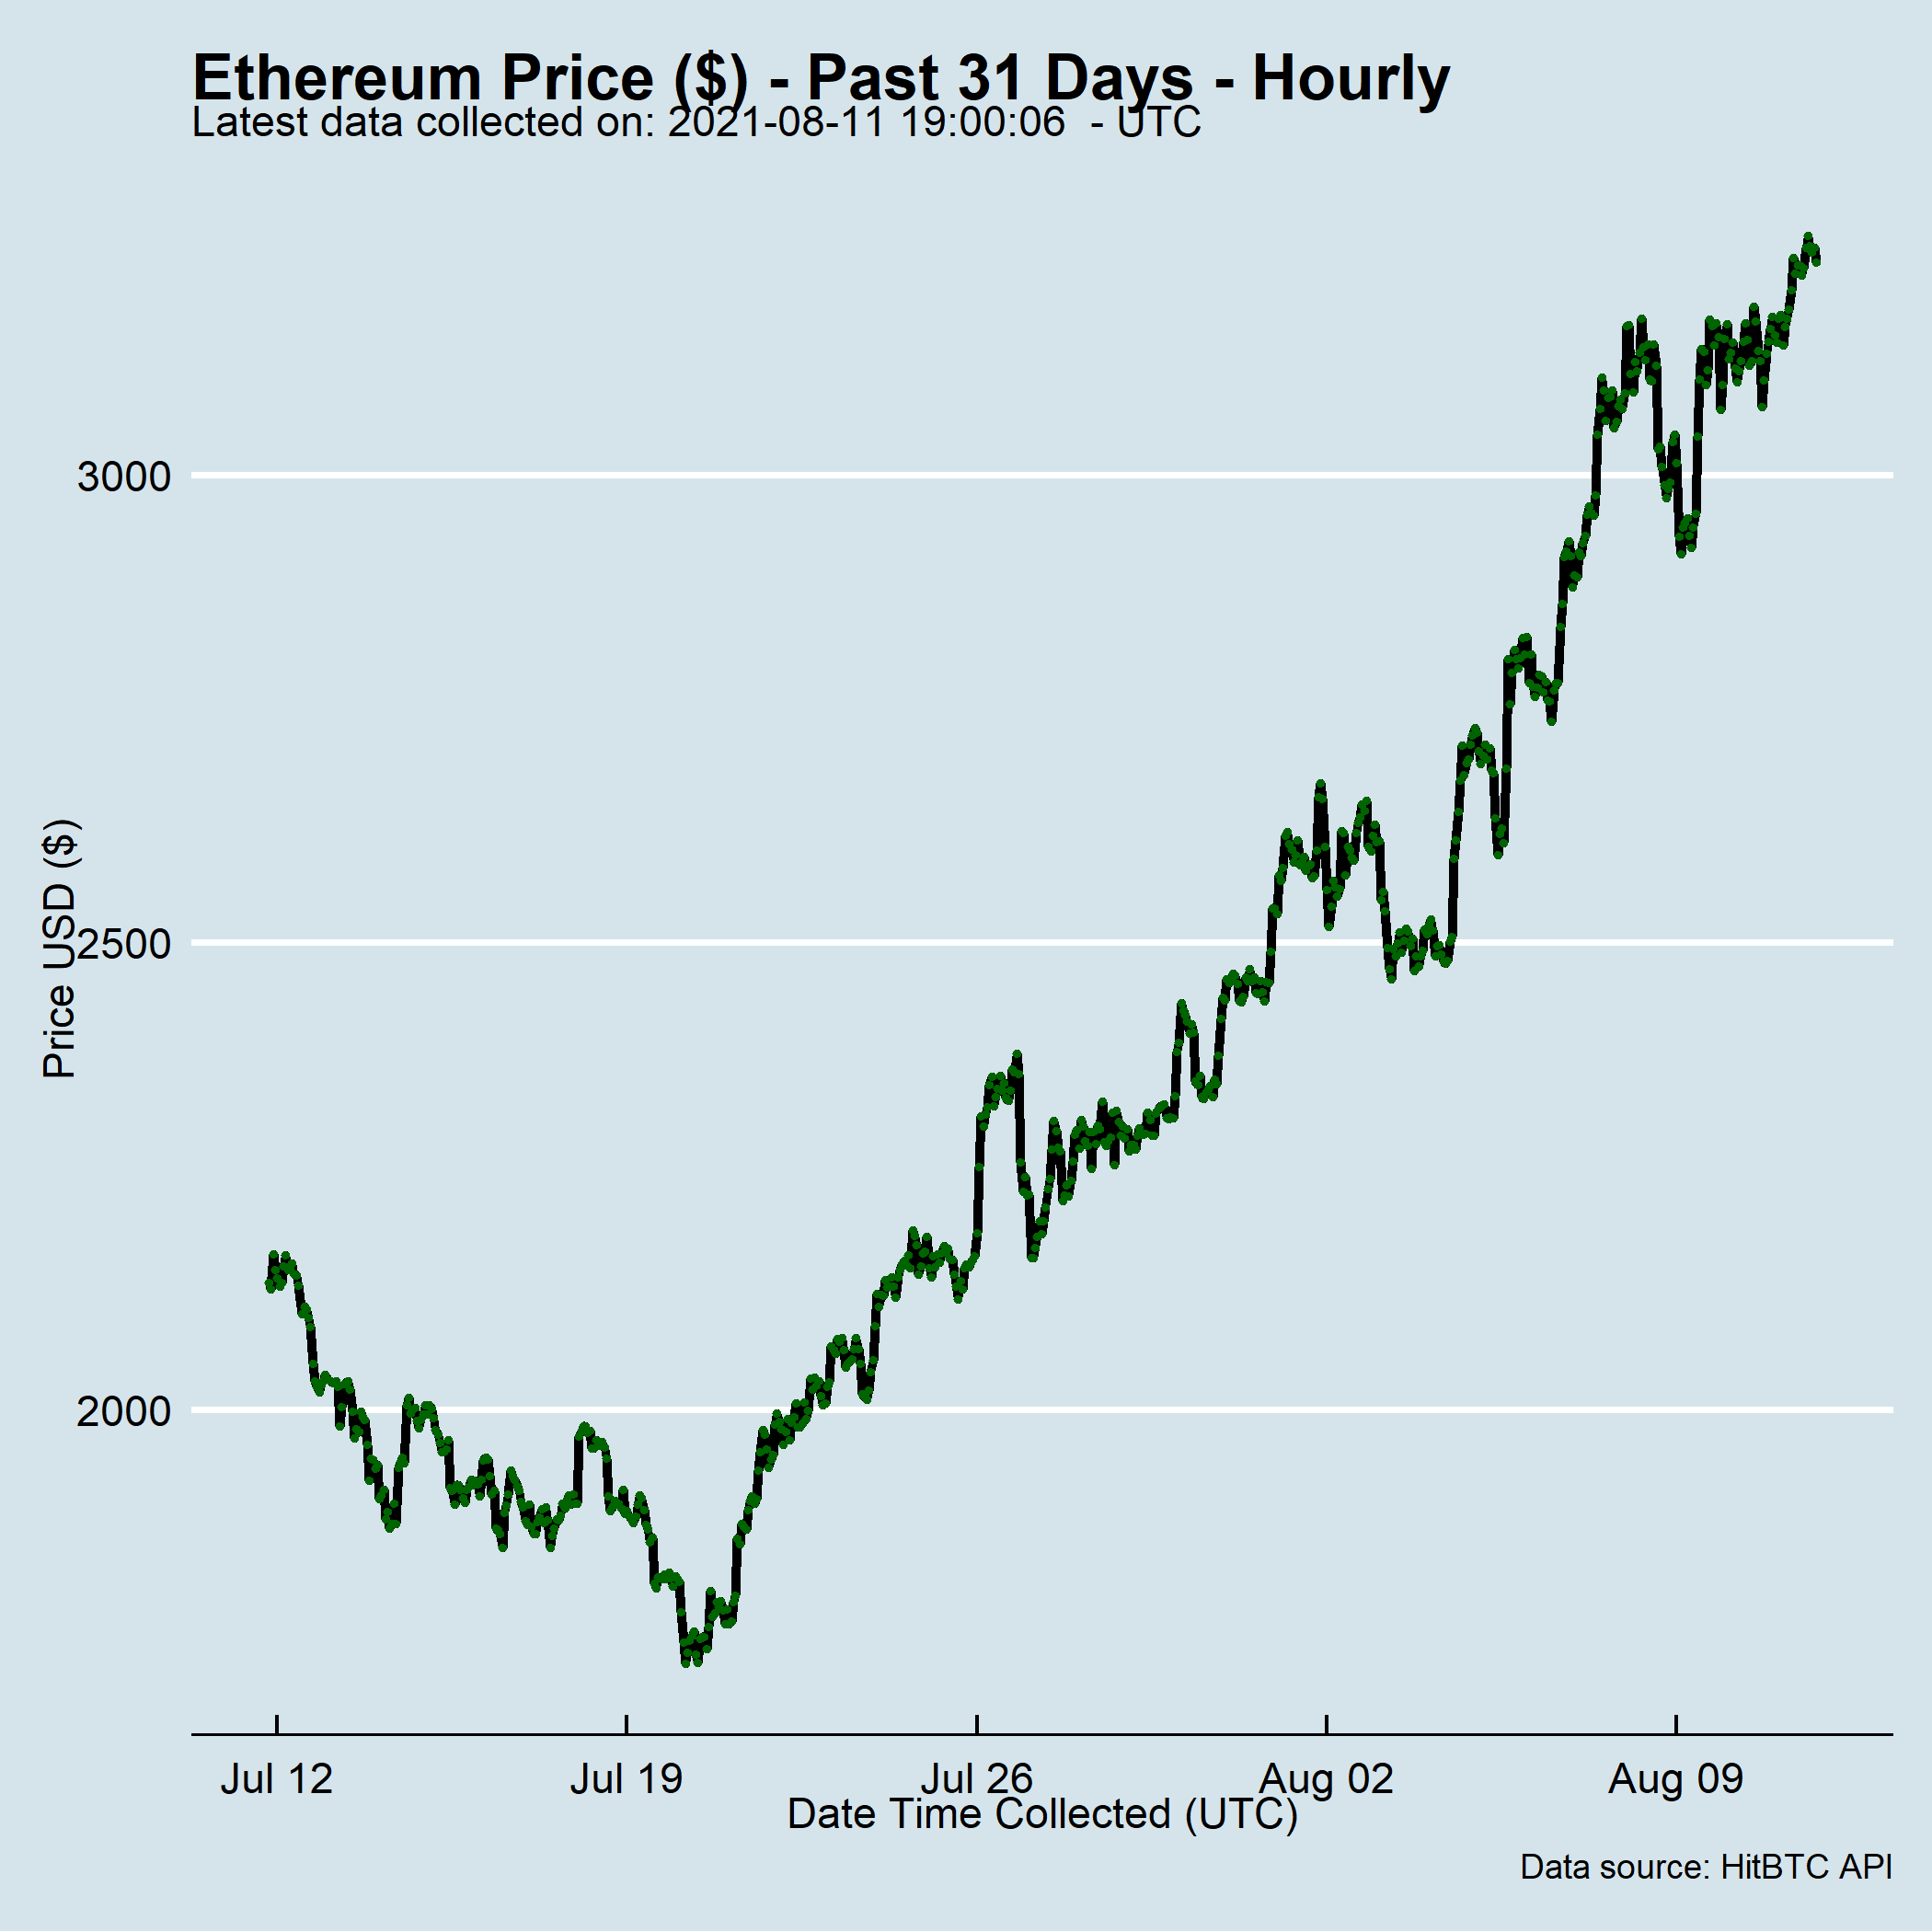 Ethereum Price ($) - Past 31 Days - Hourly
Latest data collected on: 2021-08-11 19:00:06  - UTC
3000
2500
2000
Price USD ($)
Jul 12 Jul 19 Jul 26 Aug 02 Aug 09
Date Time Collected (UTC)
Data source: HitBTC API